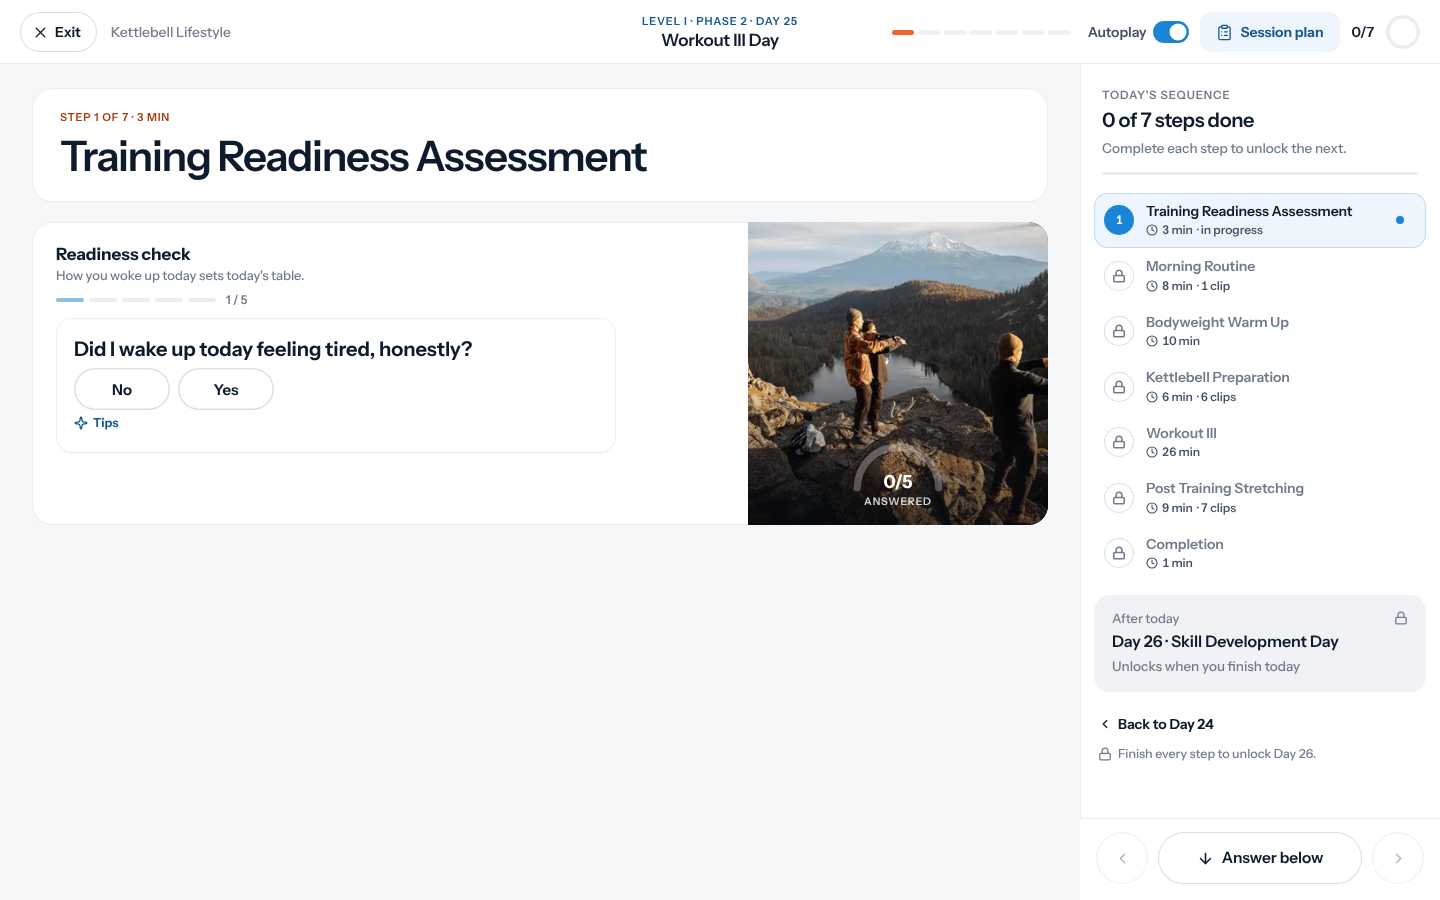 Exit
Kettlebell Lifestyle
LEVEL I · PHASE 2 · DAY 25
Workout III Day
Autoplay
Session plan
0/7
STEP 1 OF 7 · 3 MIN
Training Readiness Assessment
Readiness check
How you woke up today sets today's table.
1 / 5
Did I wake up today feeling tired, honestly?
No
Yes
Tips
0/5
ANSWERED
TODAY'S SEQUENCE
0 of 7 steps done
Complete each step to unlock the next.
1
Training Readiness Assessment
3 min · in progress
Morning Routine
8 min · 1 clip
Bodyweight Warm Up
10 min
Kettlebell Preparation
6 min · 6 clips
Workout III
26 min
Post Training Stretching
9 min · 7 clips
Completion
1 min
After today
Day 26 · Skill Development Day
Unlocks when you finish today
Back to Day 24
Finish every step to unlock Day 26.
Answer below